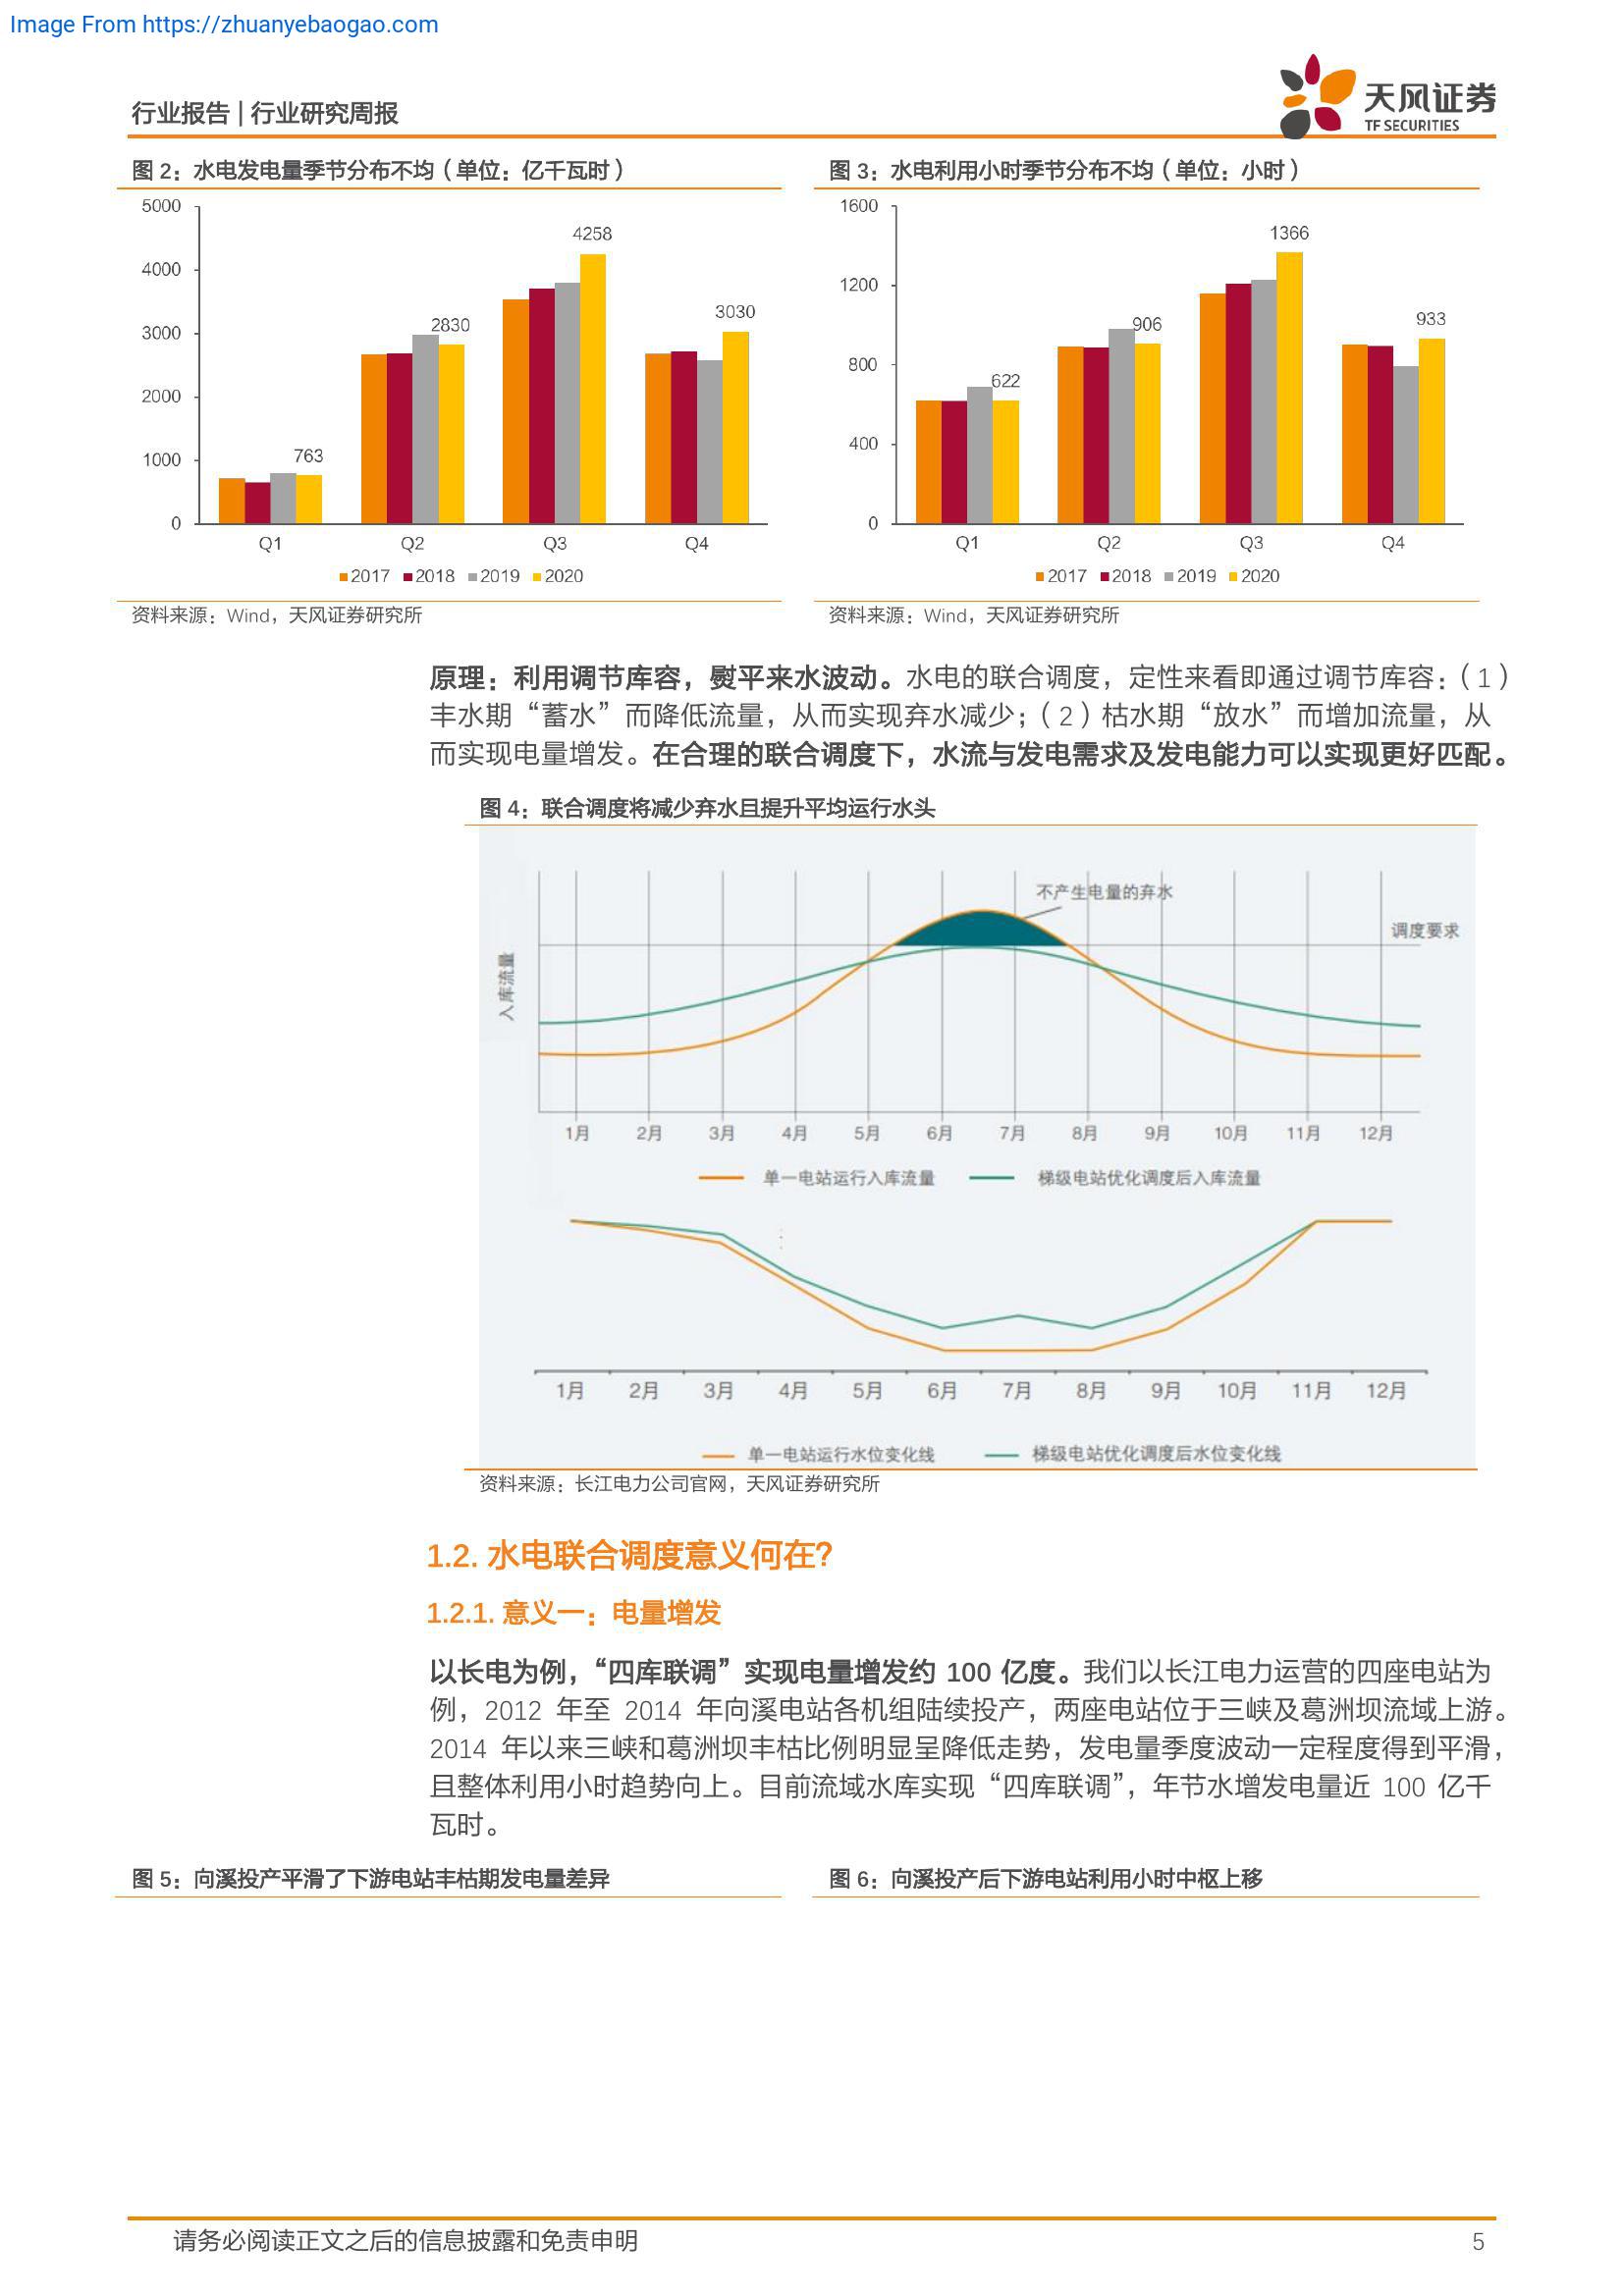 Image From https://zhuanyebaogao.com
行业报告 | 行业研究周报
天风证券
TF SECURITIES
图 2：水电发电量季节分布不均（单位：亿千瓦时）
5000
4000
3000
2000
1000
0
763
2830
4258
3030
Q1 Q2 Q3 Q4
2017 2018 2019 2020
资料来源：Wind，天风证券研究所
图 3：水电利用小时季节分布不均（单位：小时）
1600
1200
800
400
0
622
906
1366
933
Q1 Q2 Q3 Q4
2017 2018 2019 2020
资料来源：Wind，天风证券研究所
原理：利用调节库容，熨平来水波动。水电的联合调度，定性来看即通过调节库容：（1）
丰水期“蓄水”而降低流量，从而实现弃水减少；（2）枯水期“放水”而增加流量，从
而实现电量增发。在合理的联合调度下，水流与发电需求及发电能力可以实现更好匹配。
图 4：联合调度将减少弃水且提升平均运行水头
不产生电量的弃水
调度要求
入库流量
1月 2月 3月 4月 5月 6月 7月 8月 9月 10月 11月 12月
单一电站运行入库流量 梯级电站优化调度后入库流量
1月 2月 3月 4月 5月 6月 7月 8月 9月 10月 11月 12月
单一电站运行水位变化线 梯级电站优化调度后水位变化线
资料来源：长江电力公司官网，天风证券研究所
1.2. 水电联合调度意义何在？
1.2.1. 意义一：电量增发
以长电为例，“四库联调”实现电量增发约 100 亿度。我们以长江电力运营的四座电站为
例，2012 年至 2014 年向溪电站各机组陆续投产，两座电站位于三峡及葛洲坝流域上游。
2014 年以来三峡和葛洲坝丰枯比例明显呈降低走势，发电量季度波动一定程度得到平滑，
且整体利用小时趋势向上。目前流域水库实现“四库联调”，年节水增发电量近 100 亿千
瓦时。
图 5：向溪投产平滑了下游电站丰枯期发电量差异
图 6：向溪投产后下游电站利用小时中枢上移
请务必阅读正文之后的信息披露和免责申明
5